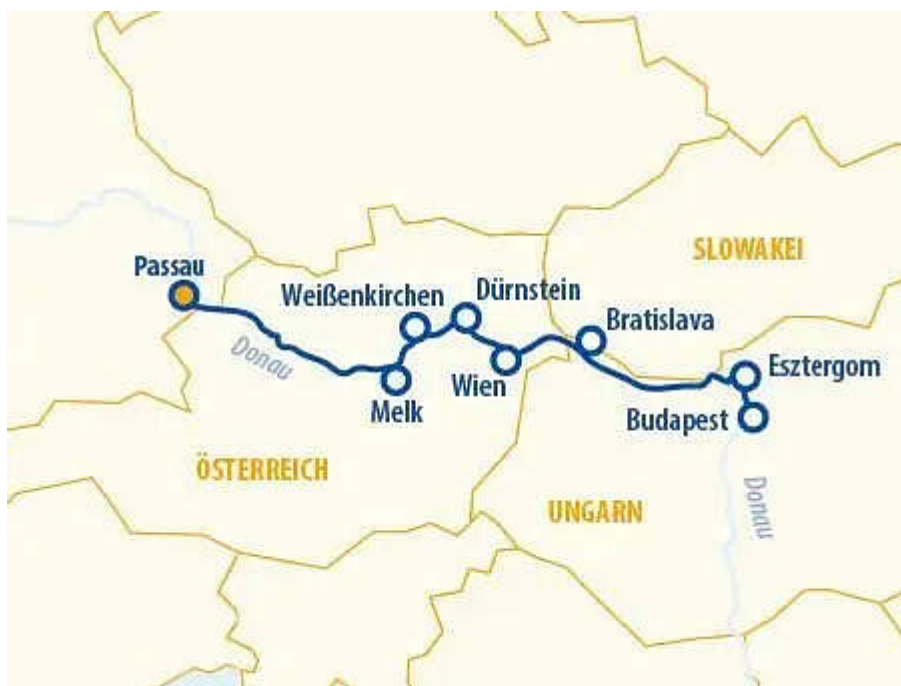 SLOWAKEI
Passau
Weißenkirchen
Dürnstein
Bratislava
Donau
Esztergom
Melk
Wien
Budapest
ÖSTERREICH
UNGARN
Donau